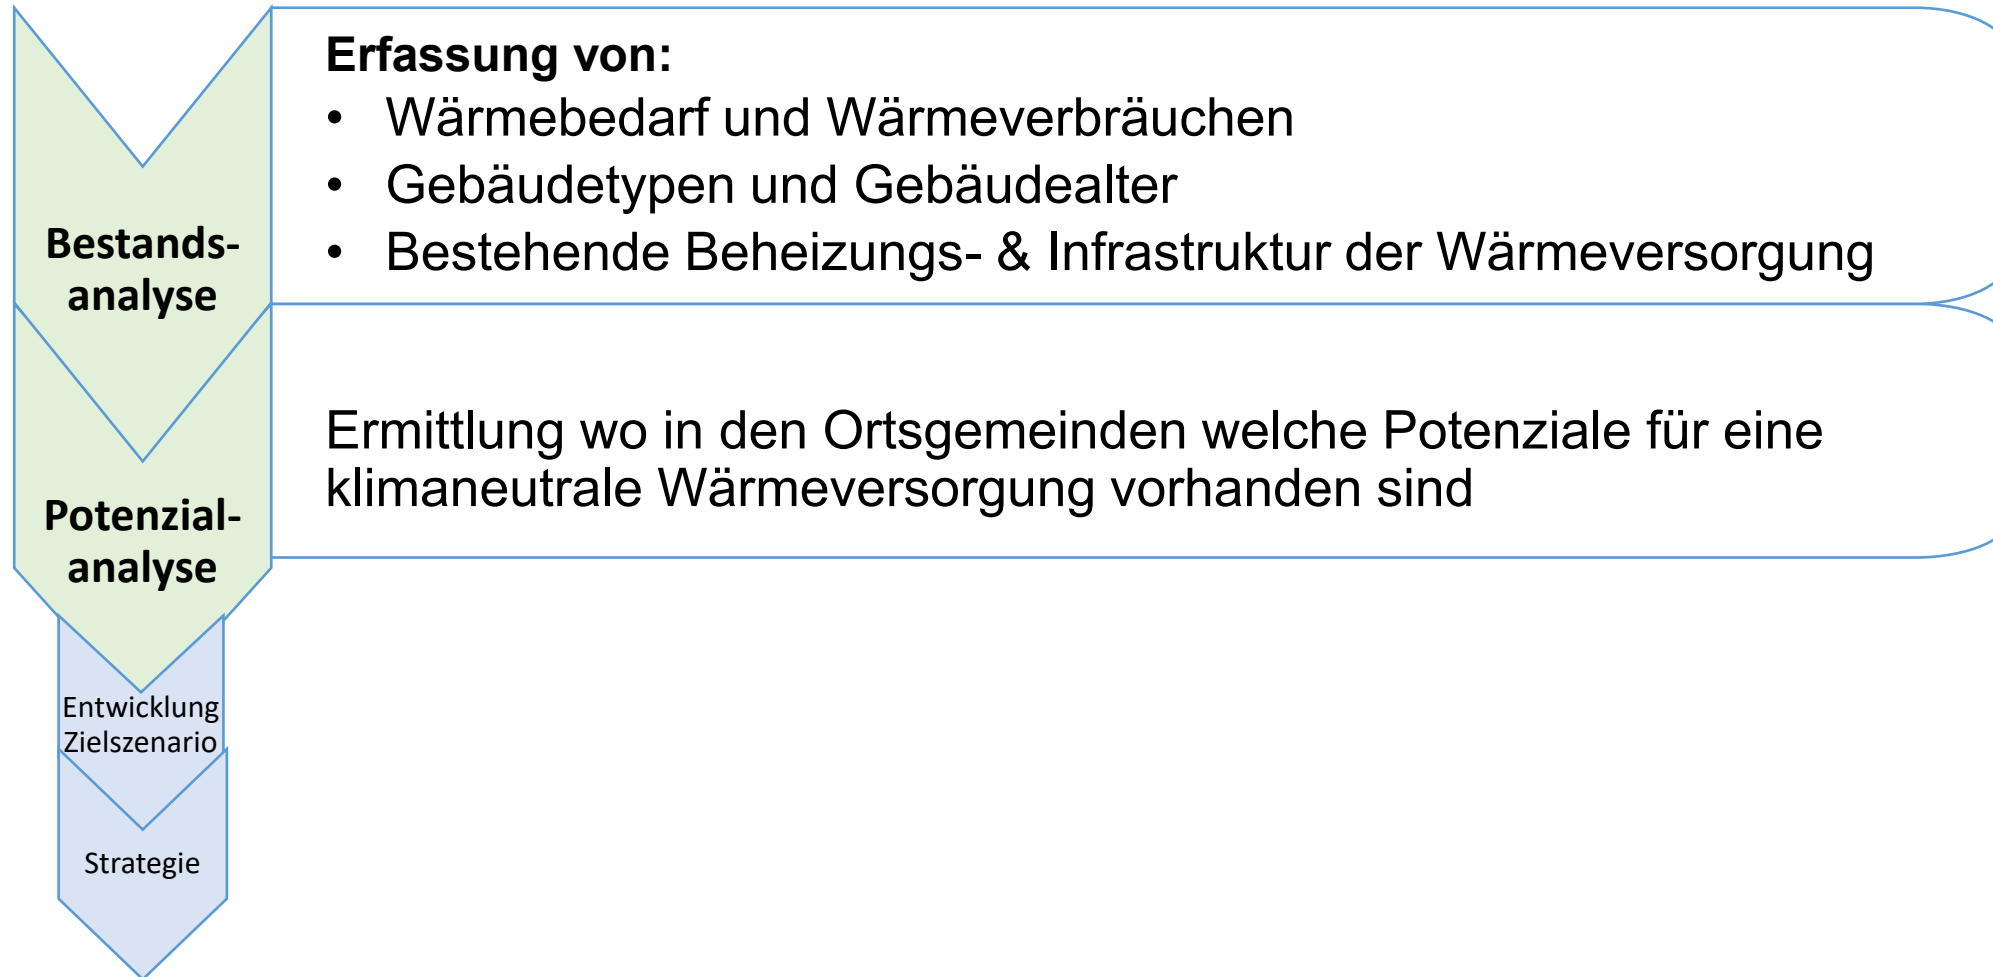 Bestands-
analyse
Erfassung von:
• Wärmebedarf und Wärmeverbräuchen
• Gebäudetypen und Gebäudealter
• Bestehende Beheizungs- & Infrastruktur der Wärmeversorgung
Potenzial-
analyse
Ermittlung wo in den Ortsgemeinden welche Potenziale für eine
klimaneutrale Wärmeversorgung vorhanden sind
Entwicklung
Zielszenario
Strategie